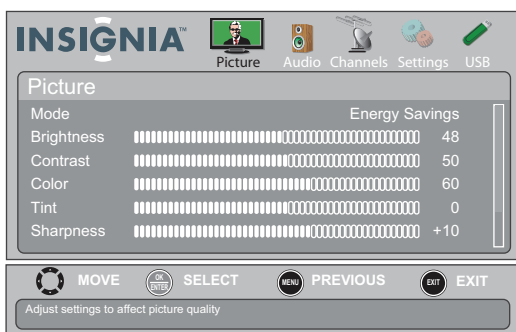 INSIGNIA™
Picture Audio Channels Settings USB
Picture
Mode Energy Savings
Brightness 48
Contrast 50
Color 60
Tint 0
Sharpness +10
MOVE OK ENTER SELECT MENU PREVIOUS EXIT EXIT
Adjust settings to affect picture quality